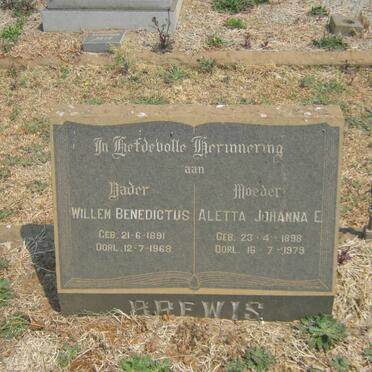 In Liefdevolle Herinnering
aan
Vader Moeder
WILLEM BENEDICTUS ALETTA JOHANNA E.
GEB. 21-6-1891 GEB. 23-4-1898
OORL. 12-7-1968 OORL. 16-7-1979
BREWIS